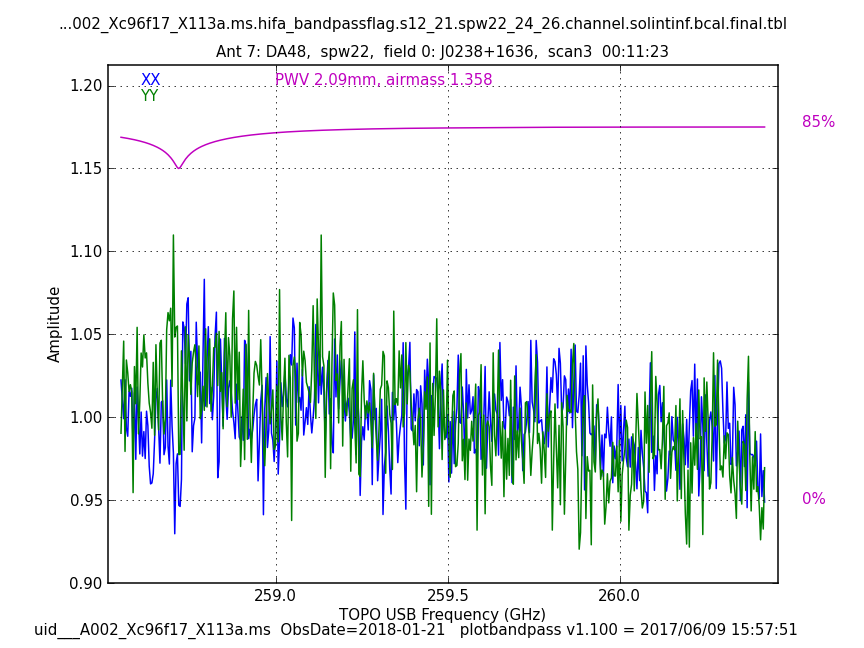 ...002_Xc96f17_X113a.ms.hifa_bandpassflag.s12_21.spw22_24_26.channel.solintinf.bcal.final.tbl
Ant 7: DA48,  spw22,  field 0: J0238+1636,  scan3  00:11:23
XX
PWV 2.09mm, airmass 1.358
YY
1.20
85%
1.15
1.10
1.05
Amplitude
1.00
0.95
0%
0.90
259.0
259.5
260.0
TOPO USB Frequency (GHz)
uid___A002_Xc96f17_X113a.ms  ObsDate=2018-01-21   plotbandpass v1.100 = 2017/06/09 15:57:51